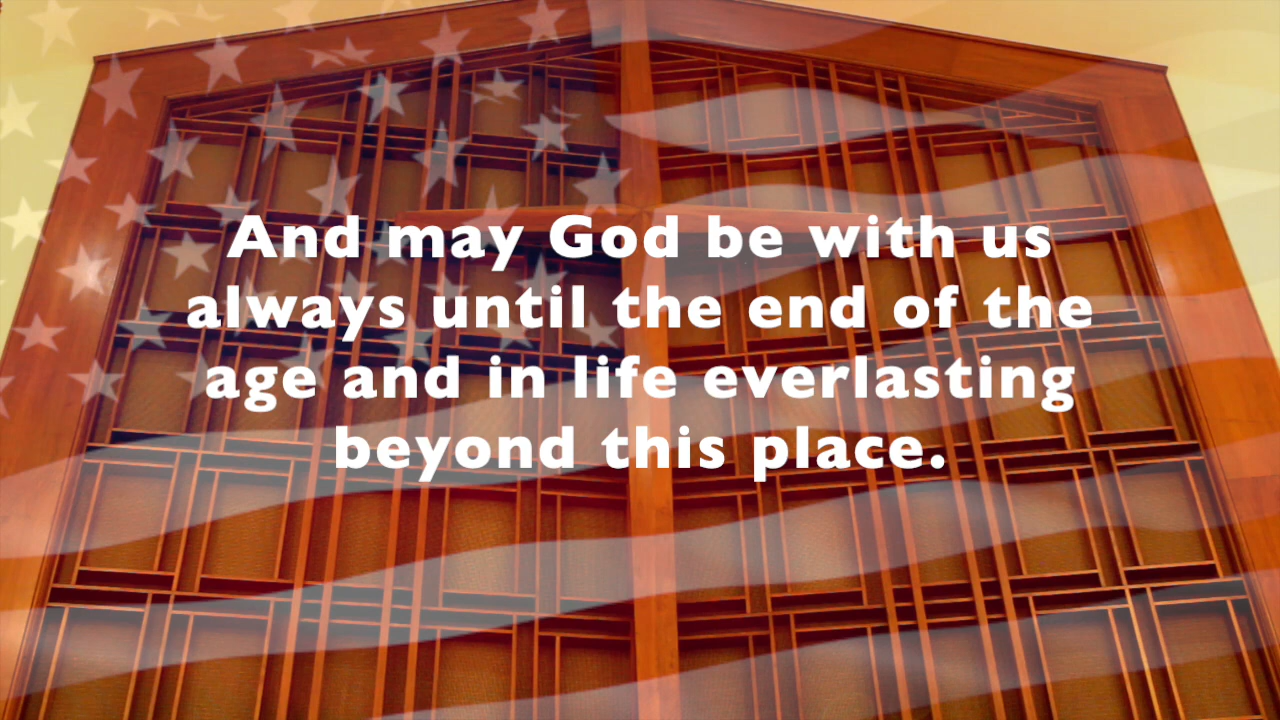 And may God be with us
always until the end of the
age and in life everlasting
beyond this place.